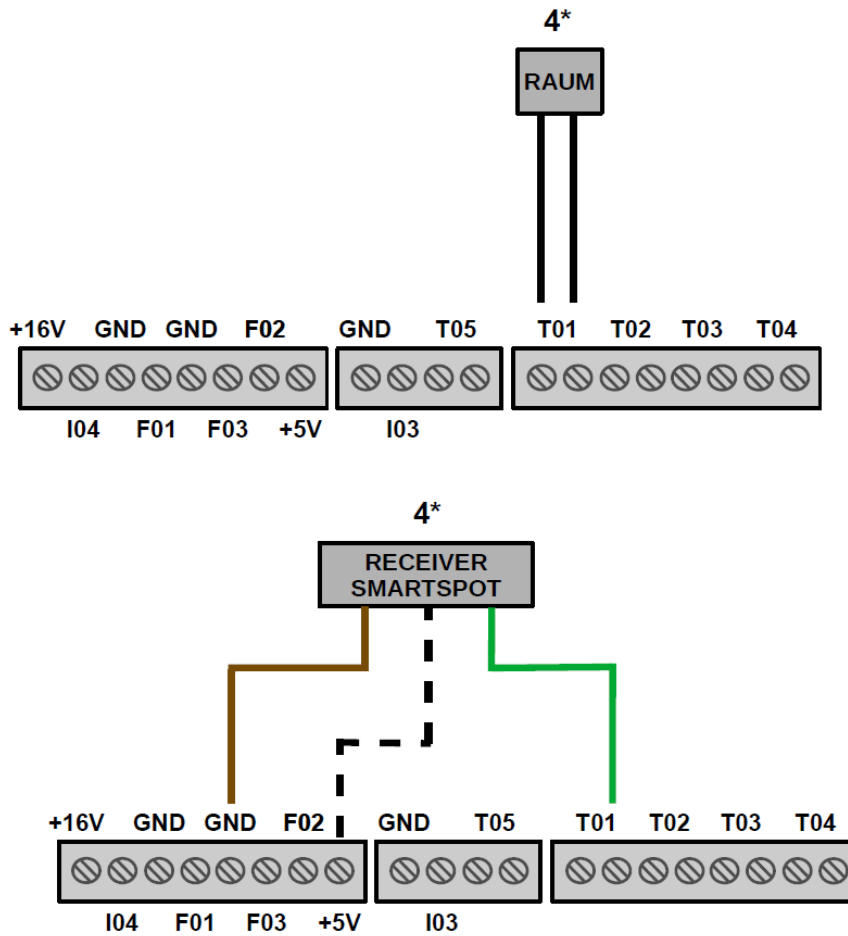 4*
RAUM
+16V GND GND F02 GND T05 T01 T02 T03 T04
I04 F01 F03 +5V I03
4*
RECEIVER
SMARTSPOT
+16V GND GND F02 GND T05 T01 T02 T03 T04
I04 F01 F03 +5V I03